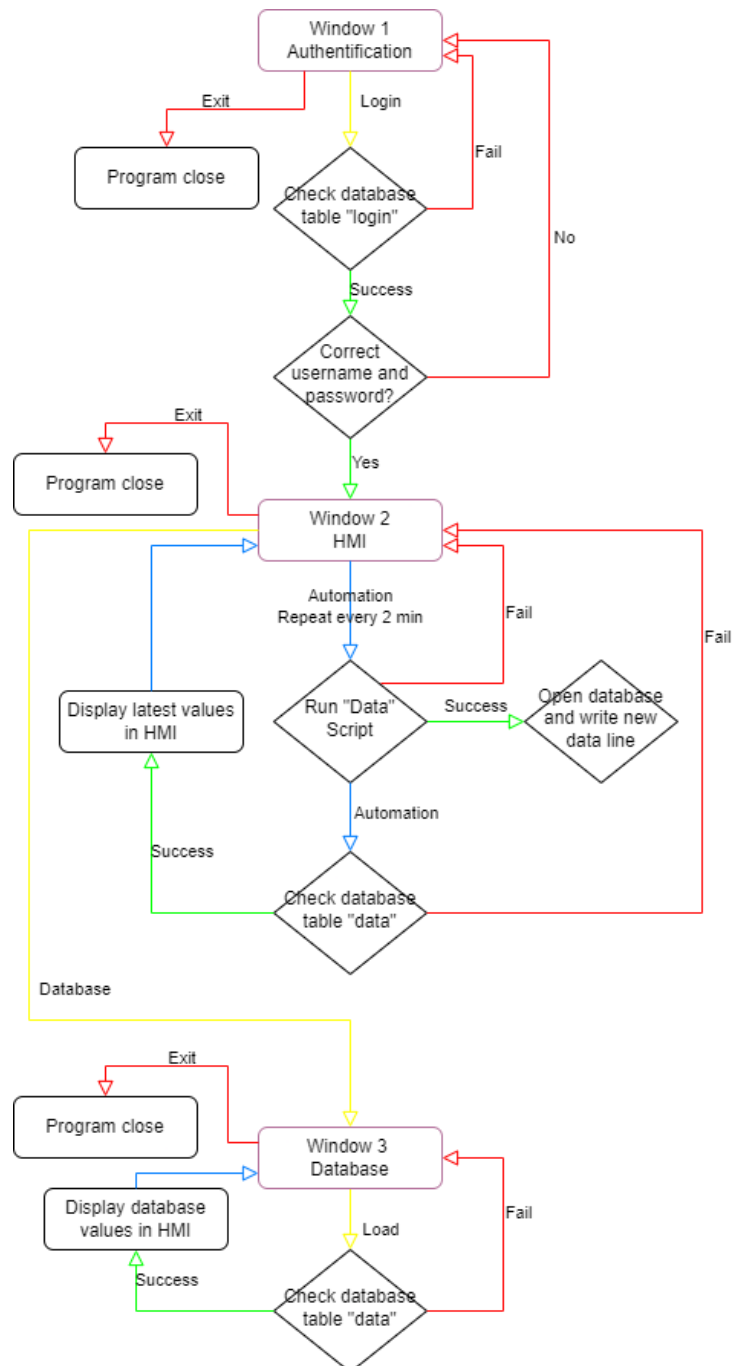 Window 1
Authentification
Exit
Login
Fail
Program close
Check database
table "login"
No
Success
Correct
username and
password?
Exit
Yes
Program close
Window 2
HMI
Automation
Repeat every 2 min
Fail
Fail
Display latest values
in HMI
Run "Data"
Script
Success
Open database
and write new
data line
Automation
Success
Check database
table "data"
Database
Exit
Program close
Window 3
Database
Display database
values in HMI
Load
Fail
Success
Check database
table "data"